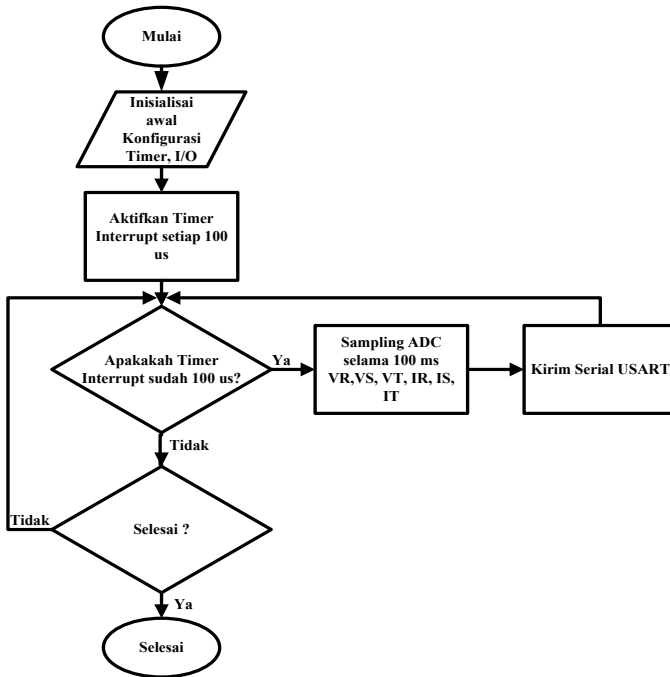 Mulai
Inisialisai
awal
Konfigurasi
Timer, I/O
Aktifkan Timer
Interrupt setiap 100
us
Apakakah Timer
Interrupt sudah 100 us?
Ya
Sampling ADC
selama 100 ms
VR,VS, VT, IR, IS,
IT
Kirim Serial USART
Tidak
Selesai ?
Tidak
Ya
Selesai